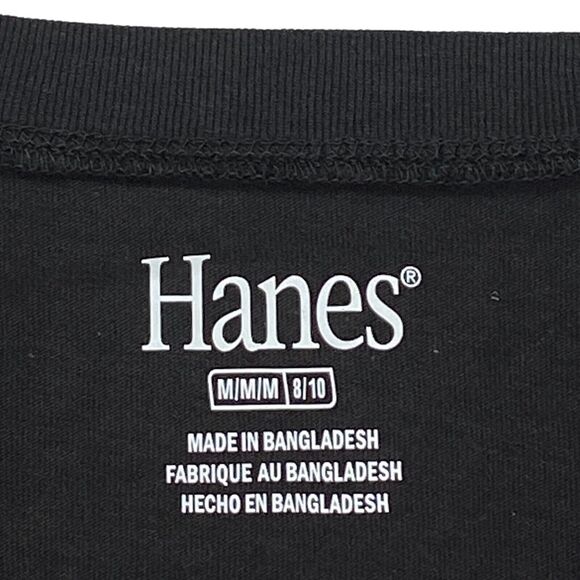 Hanes®
M/M/M 8/10
MADE IN BANGLADESH
FABRIQUE AU BANGLADESH
HECHO EN BANGLADESH